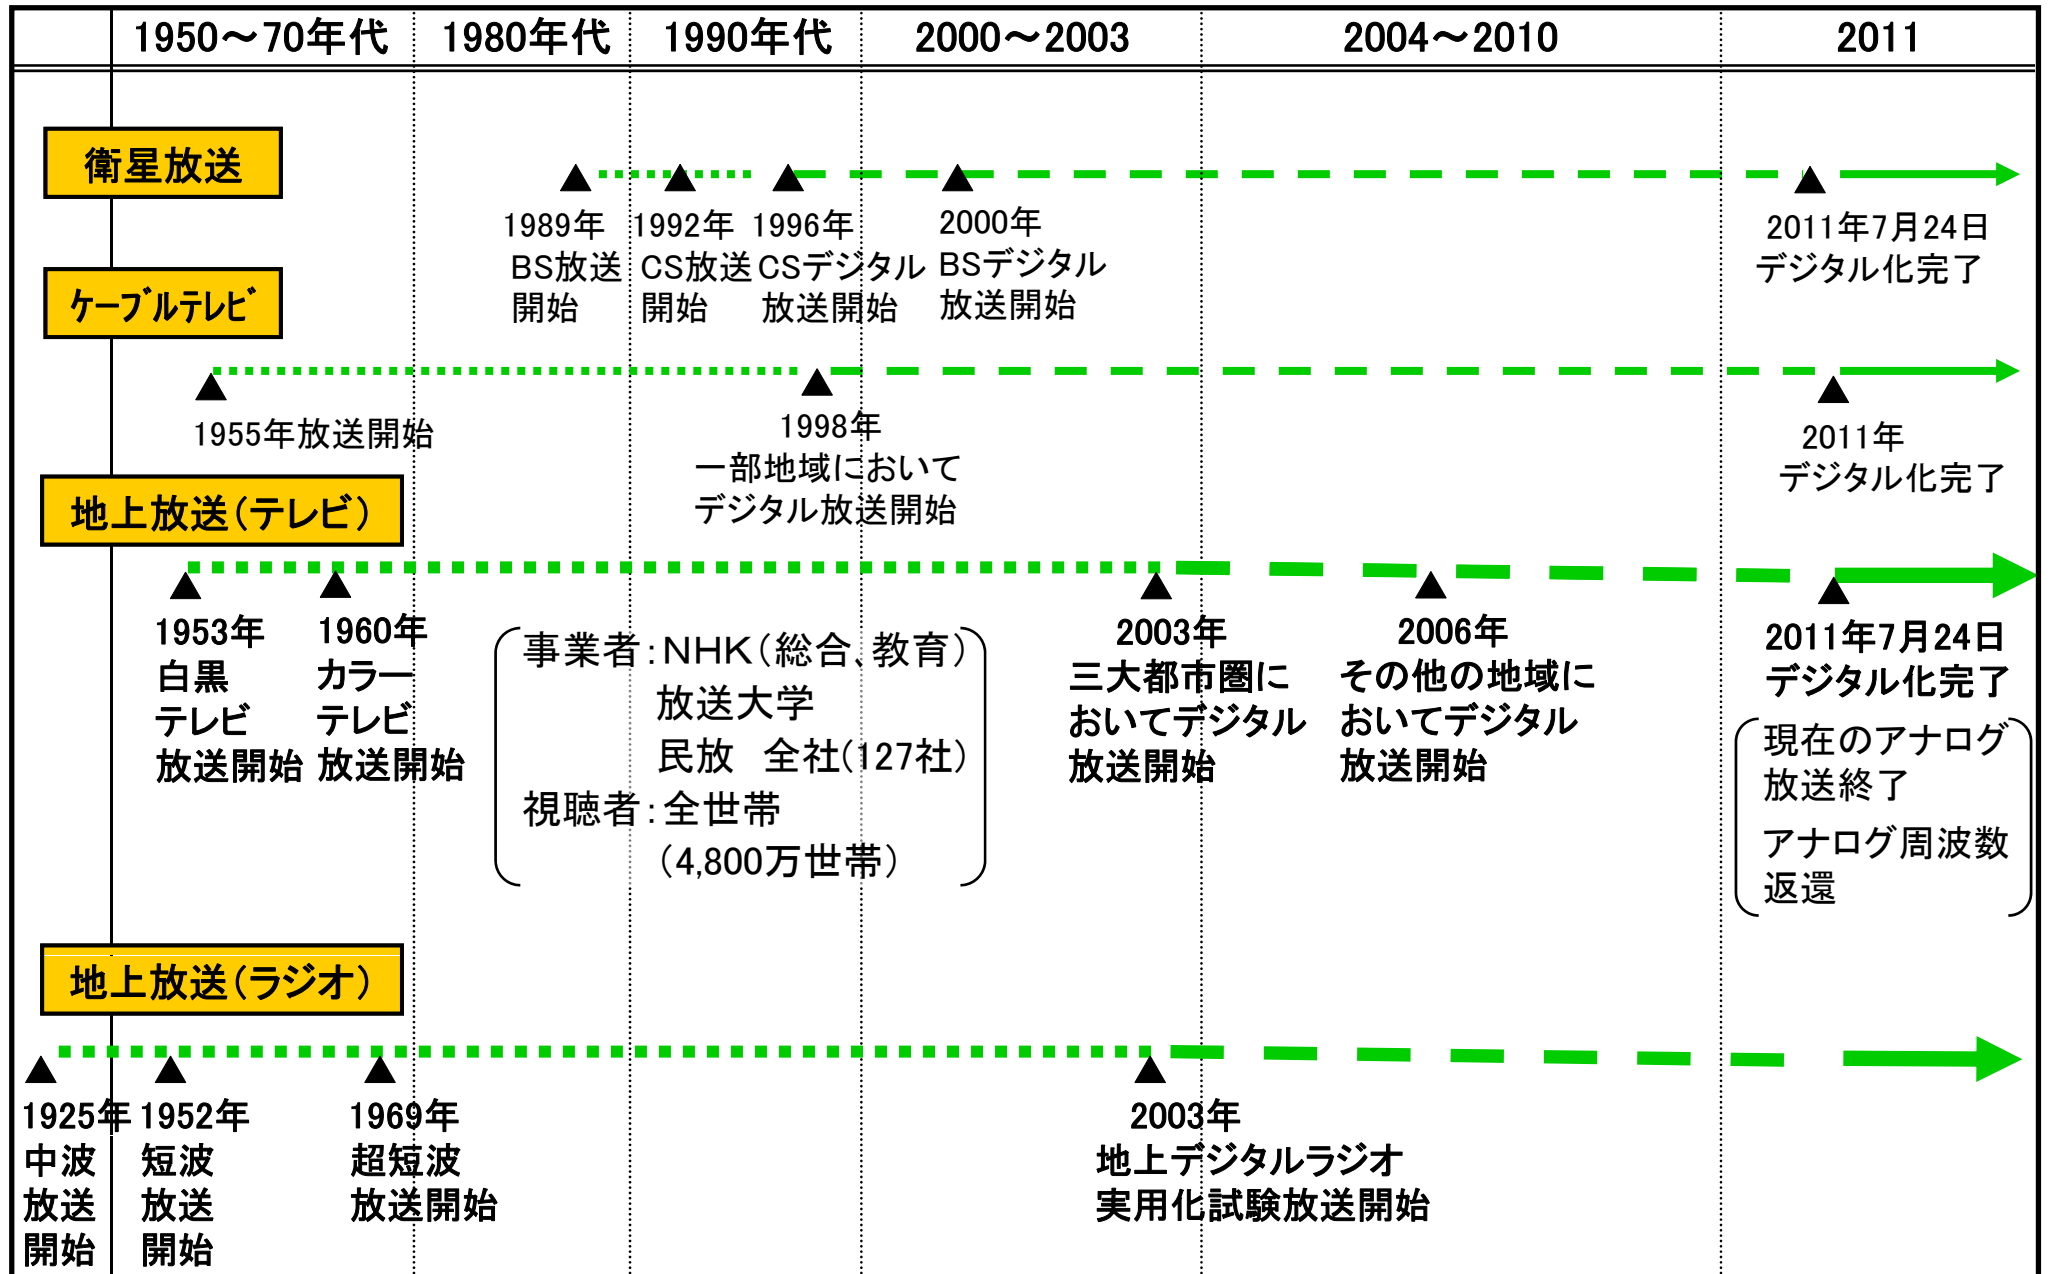 1950～70年代
1980年代
1990年代
2000～2003
2004～2010
2011
衛星放送
1989年
BS放送
開始
1992年
CS放送
開始
1996年
CSデジタル
放送開始
2000年
BSデジタル
放送開始
2011年7月24日
デジタル化完了
ｹｰﾌﾞﾙﾃﾚﾋﾞ
1955年放送開始
1998年
一部地域において
デジタル放送開始
2011年
デジタル化完了
地上放送（テレビ）
1953年
白黒
テレビ
放送開始
1960年
カラー
テレビ
放送開始
事業者：NHK（総合、教育）
放送大学
民放　全社(127社)
視聴者：全世帯
（4,800万世帯）
2003年
三大都市圏に
おいてデジタル
放送開始
2006年
その他の地域に
おいてデジタル
放送開始
2011年7月24日
デジタル化完了
現在のアナログ
放送終了
アナログ周波数
返還
地上放送（ラジオ）
1925年
中波
放送
開始
1952年
短波
放送
開始
1969年
超短波
放送開始
2003年
地上デジタルラジオ
実用化試験放送開始